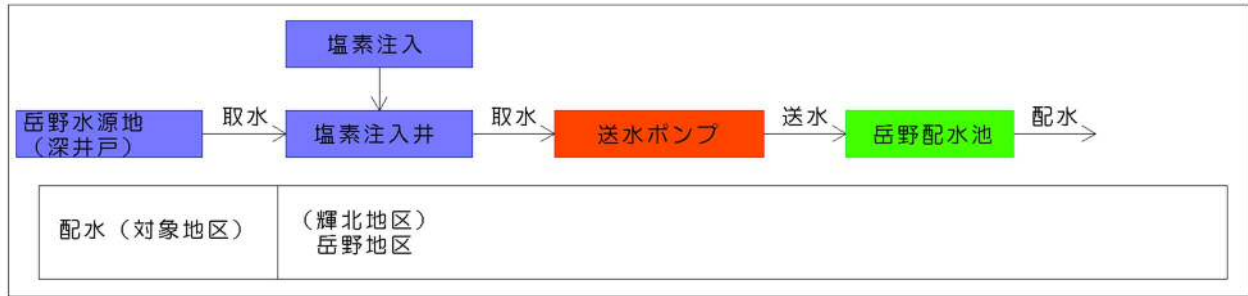 塩素注入
岳野水源地
（深井戸）
取水
塩素注入井
取水
送水ポンプ
送水
岳野配水池
配水
配水（対象地区）
（輝北地区）
岳野地区